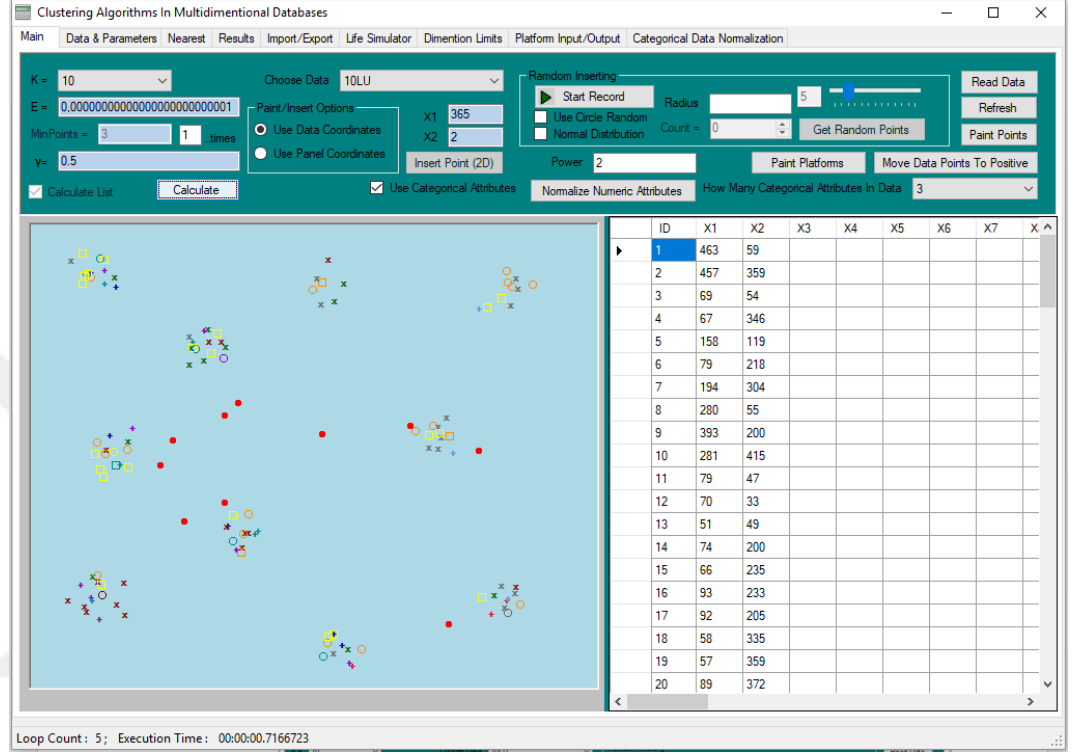 Clustering Algorithms In Multidimentional Databases
Main Data & Parameters Nearest Results Import/Export Life Simulator Dimention Limits Platform Input/Output Categorical Data Normalization
K = 10 Choose Data 10LU Ramdom Inserting Read Data
Start Record Radius 5
E = 0,00000000000000000000000001 Paint/Insert Options X1 365 Use Circle Random Refresh
MinPoints = 3 1 ..times Use Data Coordinates X2 2 Normal Distribution Count = 0 Get Random Points Paint Points
γ= 0.5 Use Panel Coordinates Insert Point (2D) Power 2 Paint Platforms Move Data Points To Positive
Calculate List Calculate Use Categorical Attributes Normalize Numeric Attributes How Many Categorical Attributes In Data 3
ID X1 X2 X3 X4 X5 X6 X7
1 463 59
2 457 359
3 69 54
4 67 346
5 158 119
6 79 218
7 194 304
8 280 55
9 393 200
10 281 415
11 79 47
12 70 33
13 51 49
14 74 200
15 66 235
16 93 233
17 92 205
18 58 335
19 57 359
20 89 372
Loop Count : 5 ; Execution Time : 00:00:00.7166723